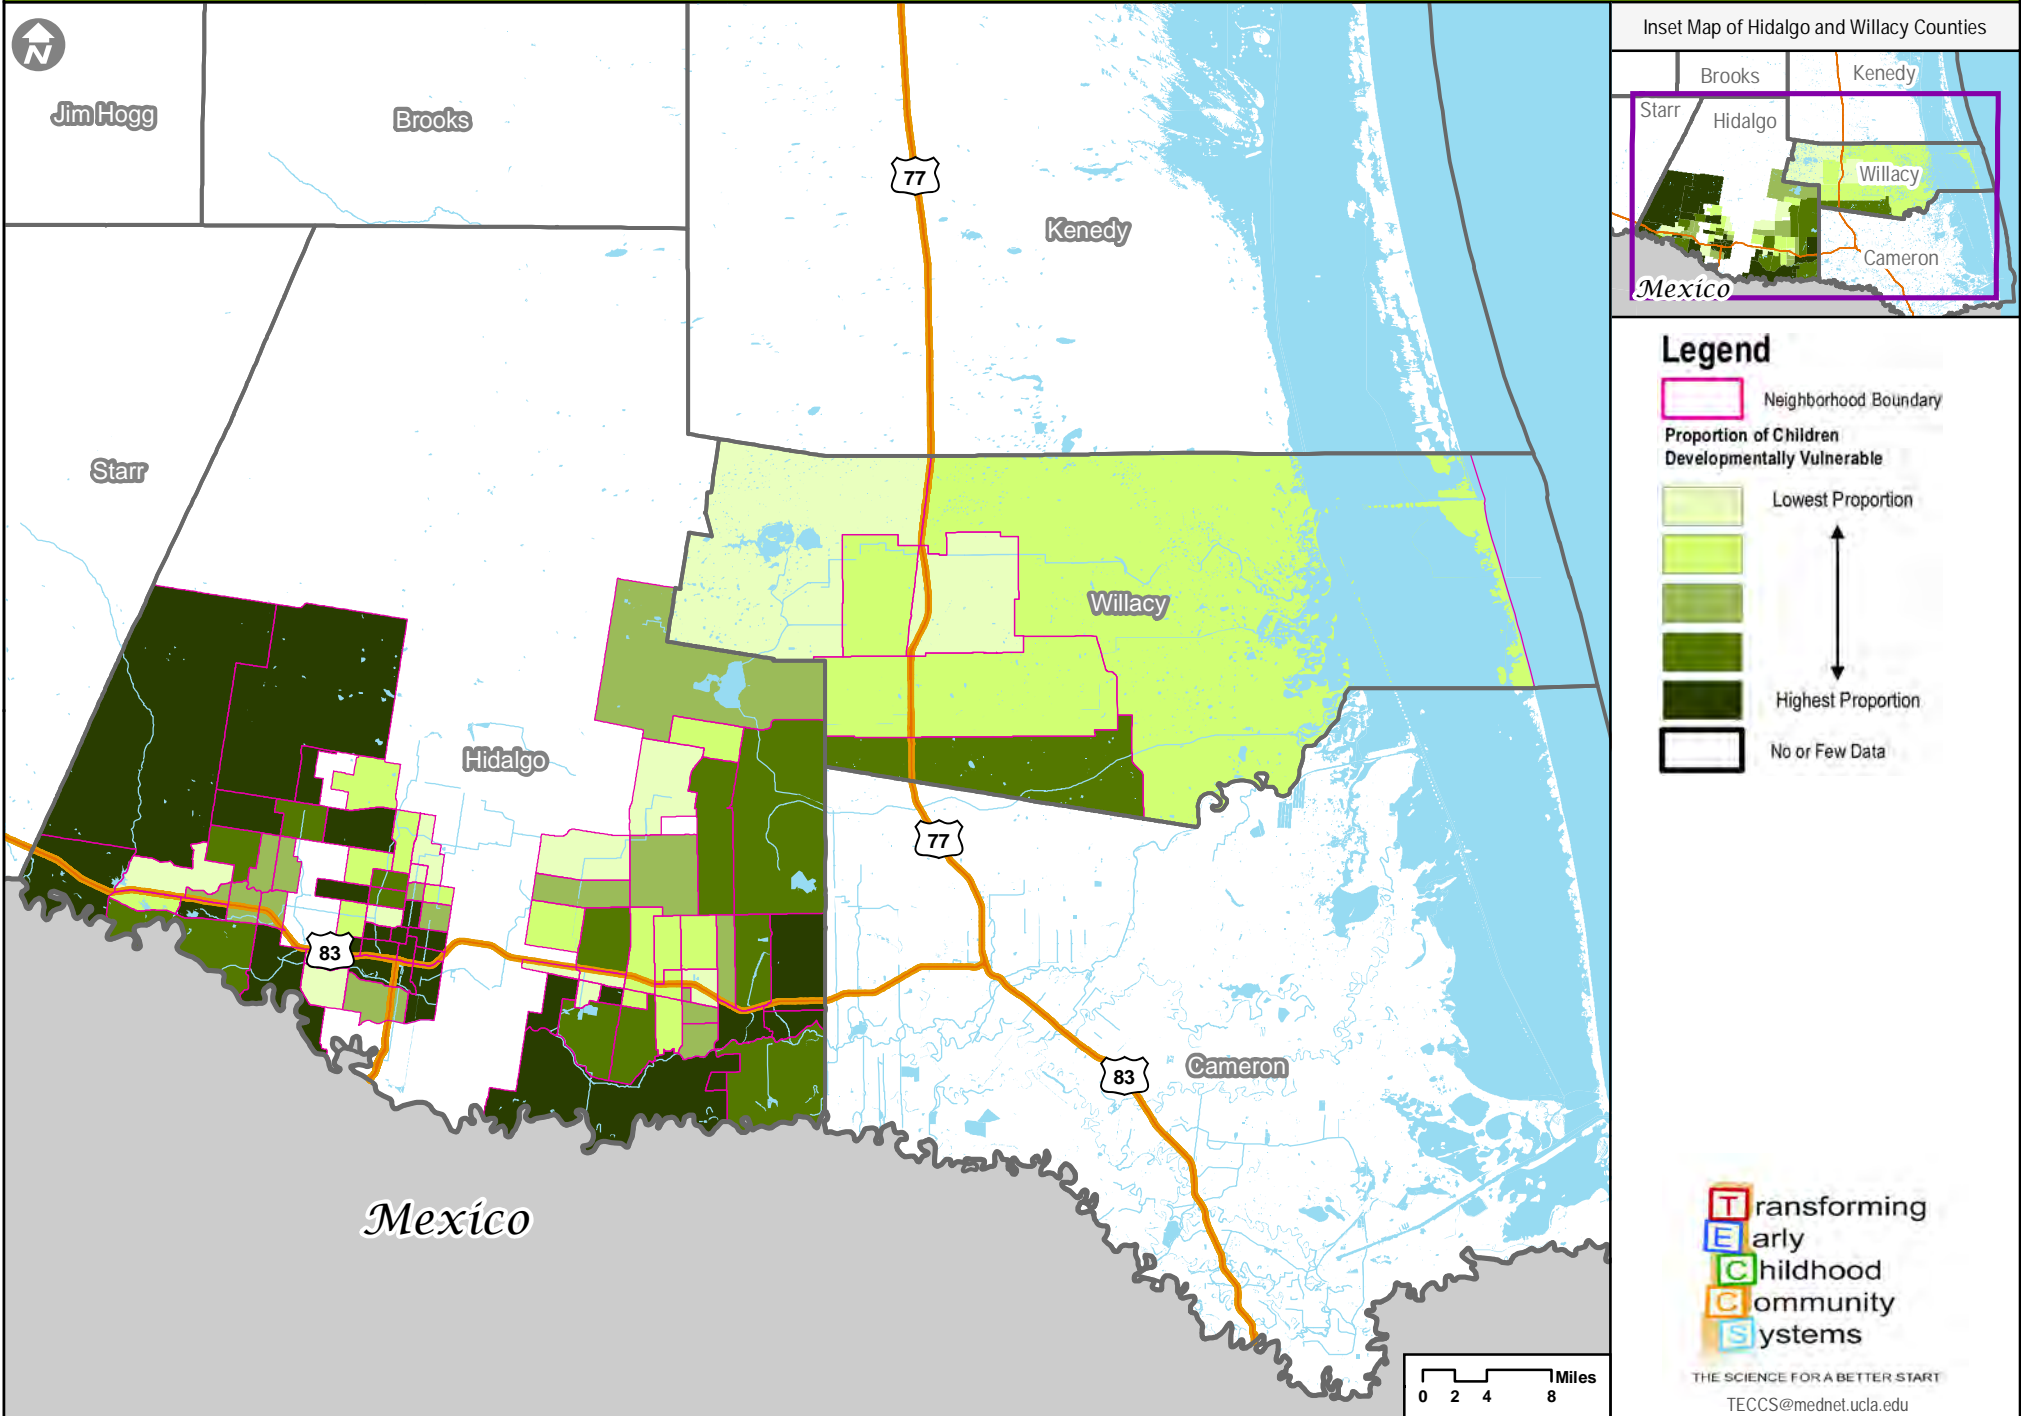 N
Jim Hogg
Brooks
77
Kenedy
Starr
Willacy
Hidalgo
77
83
83
Cameron
Mexico
Miles
0 2 4 8
Inset Map of Hidalgo and Willacy Counties
Brooks
Kenedy
Starr
Hidalgo
Willacy
Cameron
Mexico
Legend
Neighborhood Boundary
Proportion of Children
Developmentally Vulnerable
Lowest Proportion
Highest Proportion
No or Few Data
Transforming
Early
Childhood
Community
Systems
THE SCIENCE FOR A BETTER START
TECCS@mednet.ucla.edu